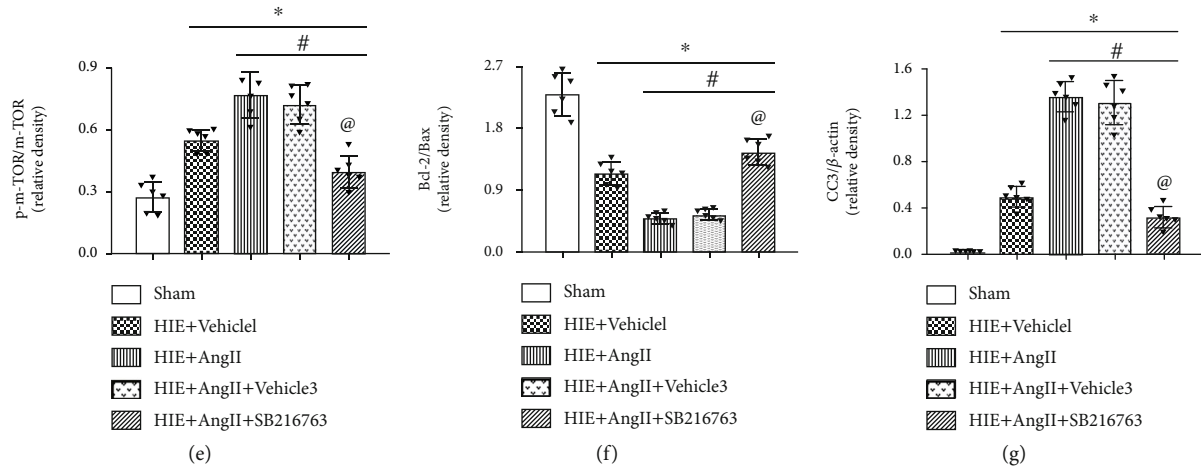 *
#
@
p-m-TOR/m-TOR
(relative density)
0.9
0.6
0.3
0.0
Sham
HIE+Vehiclel
HIE+AngII
HIE+AngII+Vehicle3
HIE+AngII+SB216763
(e)
*
#
@
Bcl-2/Bax
(relative density)
2.7
1.8
0.9
0.0
Sham
HIE+Vehiclel
HIE+AngII
HIE+AngII+Vehicle3
HIE+AngII+SB216763
(f)
*
#
@
CC3/β-actin
(relative density)
1.6
1.2
0.8
0.4
0.0
Sham
HIE+Vehiclel
HIE+AngII
HIE+AngII+Vehicle3
HIE+AngII+SB216763
(g)